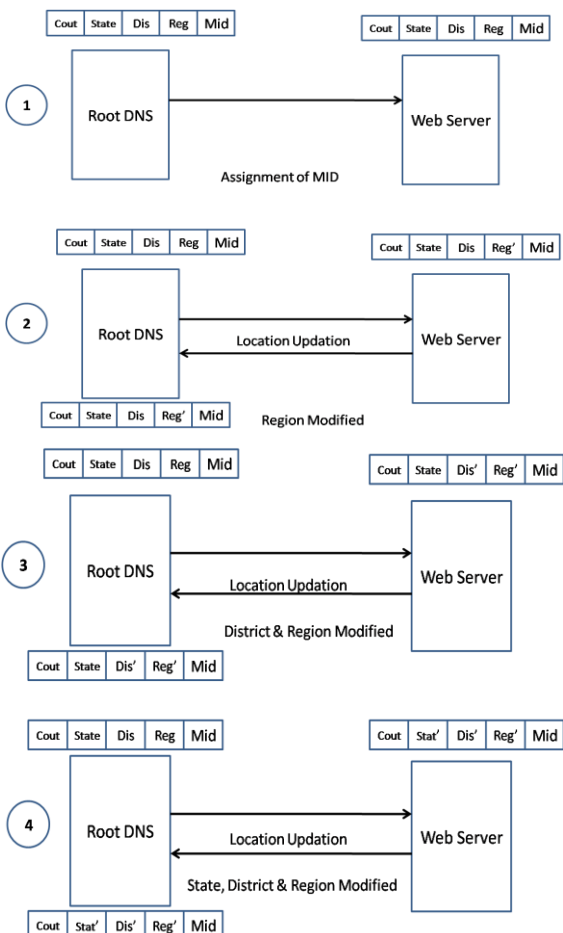 Cout State Dis Reg Mid
Cout State Dis Reg Mid
1
Root DNS
Web Server
Assignment of MID
Cout State Dis Reg Mid
Cout State Dis Reg’ Mid
2
Root DNS
Location Updation
Web Server
Cout State Dis Reg’ Mid
Region Modified
Cout State Dis Reg Mid
Cout State Dis’ Reg’ Mid
3
Root DNS
Location Updation
Web Server
District & Region Modified
Cout State Dis’ Reg’ Mid
Cout State Dis Reg Mid
Cout Stat’ Dis’ Reg’ Mid
4
Root DNS
Location Updation
Web Server
State, District & Region Modified
Cout Stat’ Dis’ Reg’ Mid